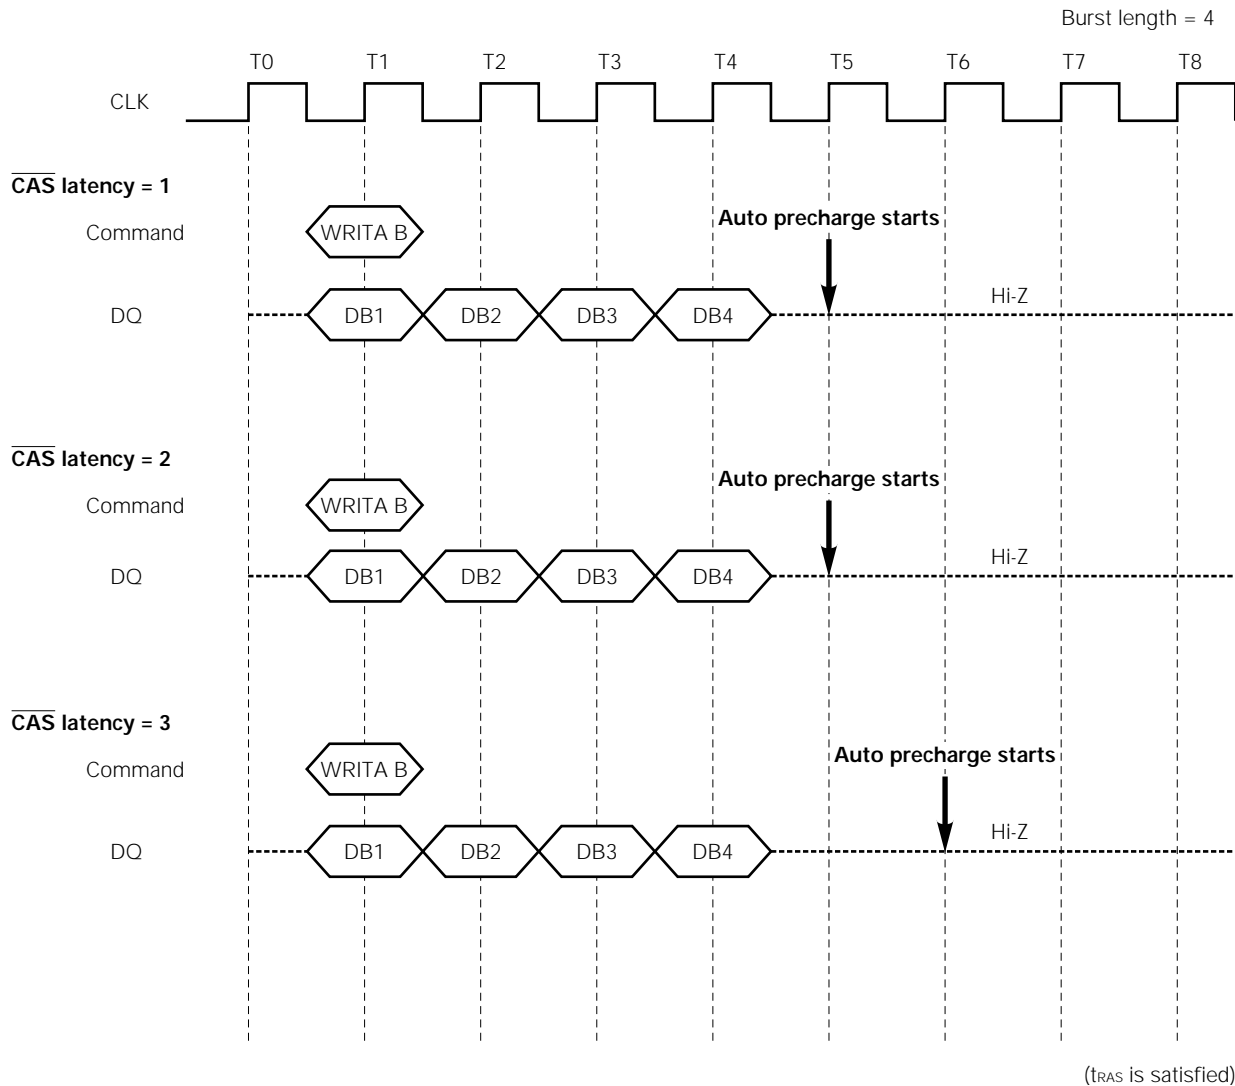 Burst length = 4
T0 T1 T2 T3 T4 T5 T6 T7 T8
CLK
CAS latency = 1
Command WRITA B Auto precharge starts
DQ DB1 DB2 DB3 DB4 Hi-Z
CAS latency = 2
Command WRITA B Auto precharge starts
DQ DB1 DB2 DB3 DB4 Hi-Z
CAS latency = 3
Command WRITA B Auto precharge starts
DQ DB1 DB2 DB3 DB4 Hi-Z
(tRAS is satisfied)